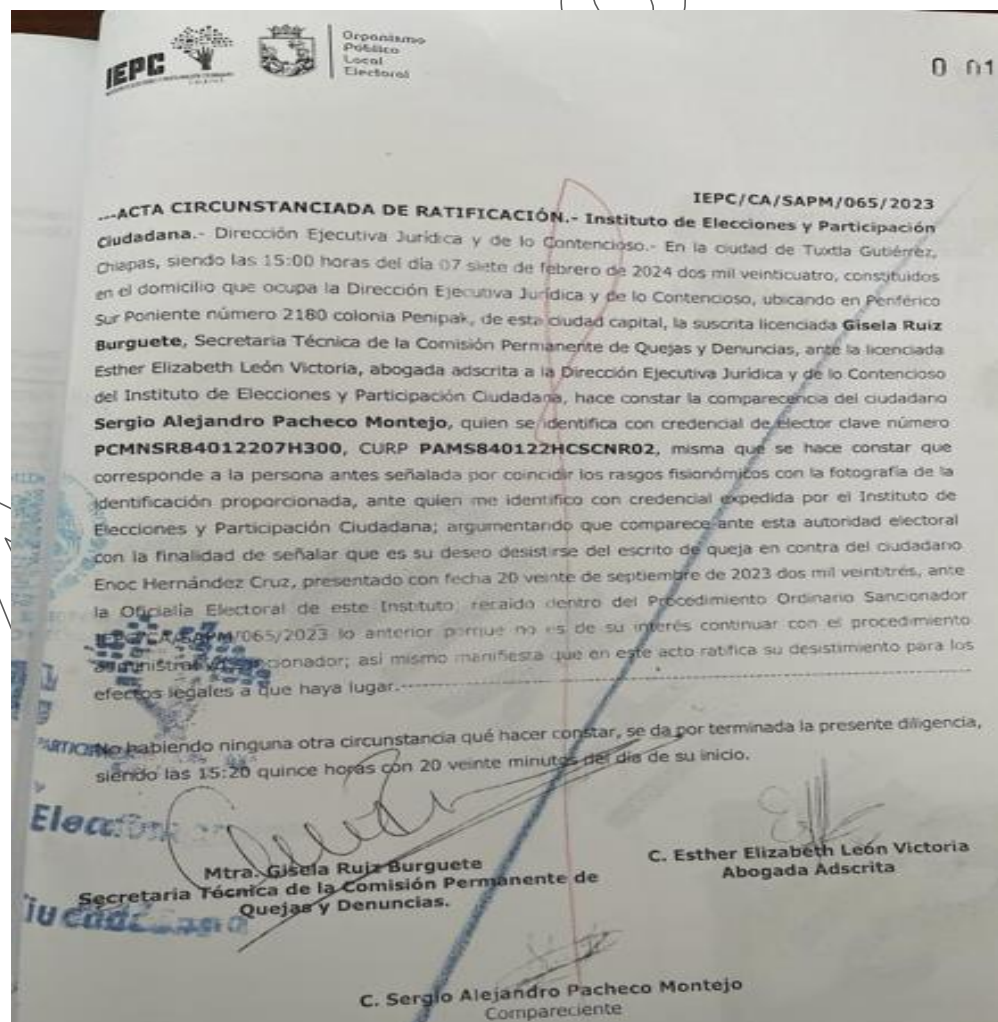 IEPC
Organismo
Público
Local
Electoral
0 01
IEPC/CA/SAPM/065/2023
---ACTA CIRCUNSTANCIADA DE RATIFICACIÓN.- Instituto de Elecciones y Participación
Ciudadana.- Dirección Ejecutiva Jurídica y de lo Contencioso.- En la ciudad de Tuxtla Gutiérrez,
Chiapas, siendo las 15:00 horas del día 07 siete de febrero de 2024 dos mil veinticuatro, constituidos
en el domicilio que ocupa la Dirección Ejecutiva Jurídica y de lo Contencioso, ubicando en Periférico
Sur Poniente número 2180 colonia Penipak, de esta ciudad capital, la suscrita licenciada Gisela Ruiz
Burguete, Secretaria Técnica de la Comisión Permanente de Quejas y Denuncias, ante la licenciada
Esther Elizabeth León Victoria, abogada adscrita a la Dirección Ejecutiva Jurídica y de lo Contencioso
del Instituto de Elecciones y Participación Ciudadana, hace constar la comparecencia del ciudadano
Sergio Alejandro Pacheco Montejo, quien se identifica con credencial de elector clave número
PCMNSR84012207H300, CURP PAMS840122HCSCNR02, misma que se hace constar que
corresponde a la persona antes señalada por coincidir los rasgos fisionómicos con la fotografía de la
identificación proporcionada, ante quien me identifico con credencial expedida por el Instituto de
Elecciones y Participación Ciudadana; argumentando que comparece ante esta autoridad electoral
con la finalidad de señalar que es su deseo desistirse del escrito de queja en contra del ciudadano
Enoc Hernández Cruz, presentado con fecha 20 veinte de septiembre de 2023 dos mil veintitrés, ante
la Oficialía Electoral de este Instituto; recaído dentro del Procedimiento Ordinario Sancionador
IEPC/CA/SAPM/065/2023 lo anterior porque no es de su interés continuar con el procedimiento
administrativo sancionador; así mismo manifiesta que en este acto ratifica su desistimiento para los
efectos legales a que haya lugar.---
No habiendo ninguna otra circunstancia qué hacer constar, se da por terminada la presente diligencia,
siendo las 15:20 quince horas con 20 veinte minutos del día de su inicio.
Mtra. Gisela Ruiz Burguete
Secretaria Técnica de la Comisión Permanente de
Quejas y Denuncias.
C. Esther Elizabeth León Victoria
Abogada Adscrita
C. Sergio Alejandro Pacheco Montejo
Compareciente